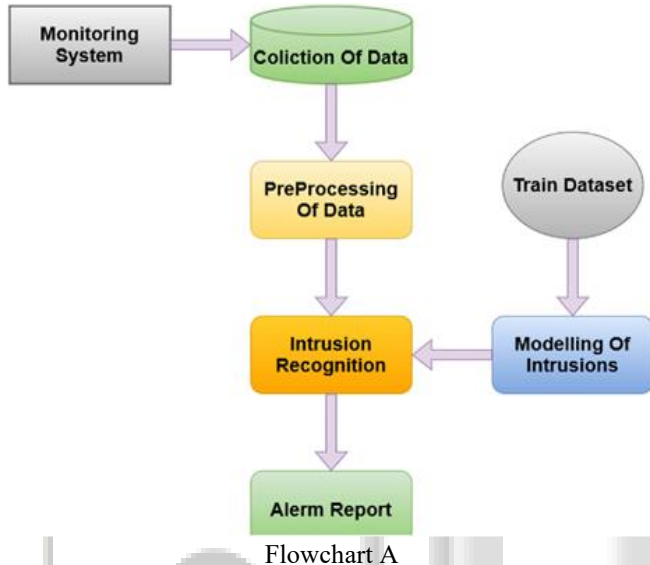 Monitoring
System
Coliction Of Data
PreProcessing
Of Data
Train Dataset
Intrusion
Recognition
Modelling Of
Intrusions
Alerm Report
Flowchart A